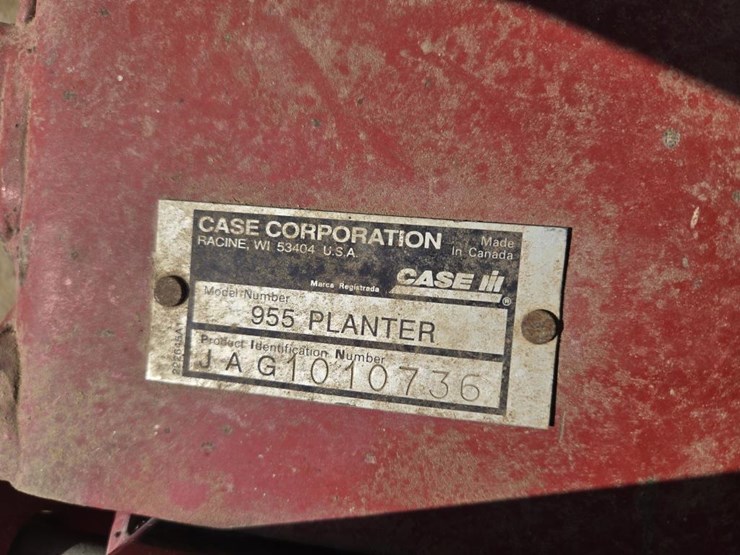 CASE CORPORATION
RACINE, WI 53404 U.S.A
Made
In Canada
CASE IH
®
Marca Registrada
Model Number
955 PLANTER
Product Identification Number
JAG1010736